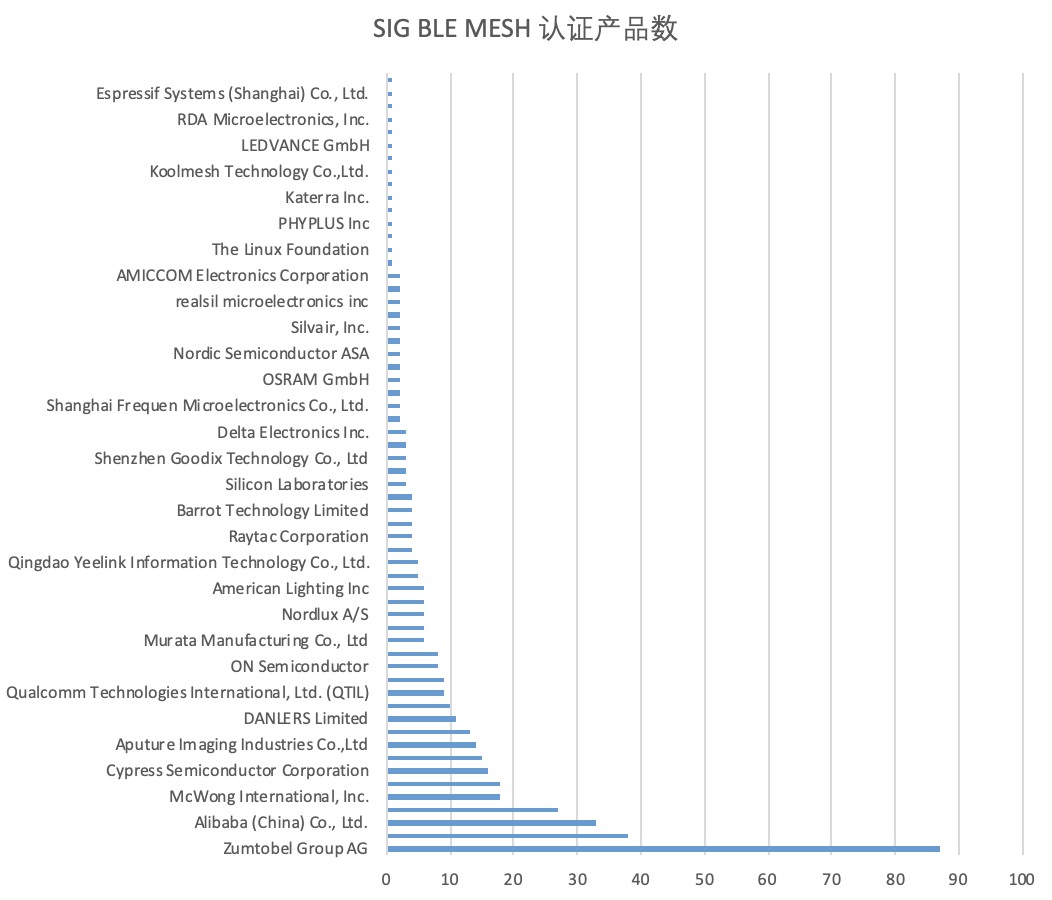 SIG BLE MESH 认证产品数
Espressif Systems (Shanghai) Co., Ltd.
RDA Microelectronics, Inc.
LEDVANCE GmbH
Koolmesh Technology Co.,Ltd.
Katerra Inc.
PHYPLUS Inc
The Linux Foundation
AMICCOM Electronics Corporation
realsil microelectronics inc
Silvair, Inc.
Nordic Semiconductor ASA
OSRAM GmbH
Shanghai Frequen Microelectronics Co., Ltd.
Delta Electronics Inc.
Shenzhen Goodix Technology Co., Ltd
Silicon Laboratories
Barrot Technology Limited
Raytac Corporation
Qingdao Yeelink Information Technology Co., Ltd.
American Lighting Inc
Nordlux A/S
Murata Manufacturing Co., Ltd
ON Semiconductor
Qualcomm Technologies International, Ltd. (QTIL)
DANLERS Limited
Aputure Imaging Industries Co.,Ltd
Cypress Semiconductor Corporation
McWong International, Inc.
Alibaba (China) Co., Ltd.
Zumtobel Group AG
0 10 20 30 40 50 60 70 80 90 100